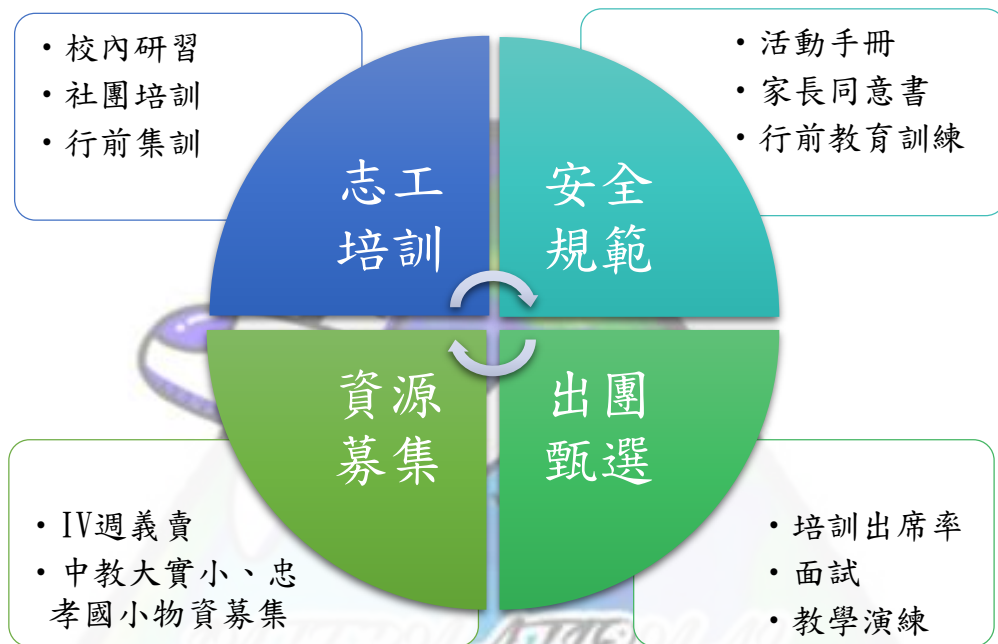 • 校內研習
• 社團培訓
• 行前集訓
• 活動手冊
• 家長同意書
• 行前教育訓練
志工
培訓
安全
規範
資源
募集
出團
甄選
• IV週義賣
• 中教大實小、忠
孝國小物資募集
• 培訓出席率
• 面試
• 教學演練